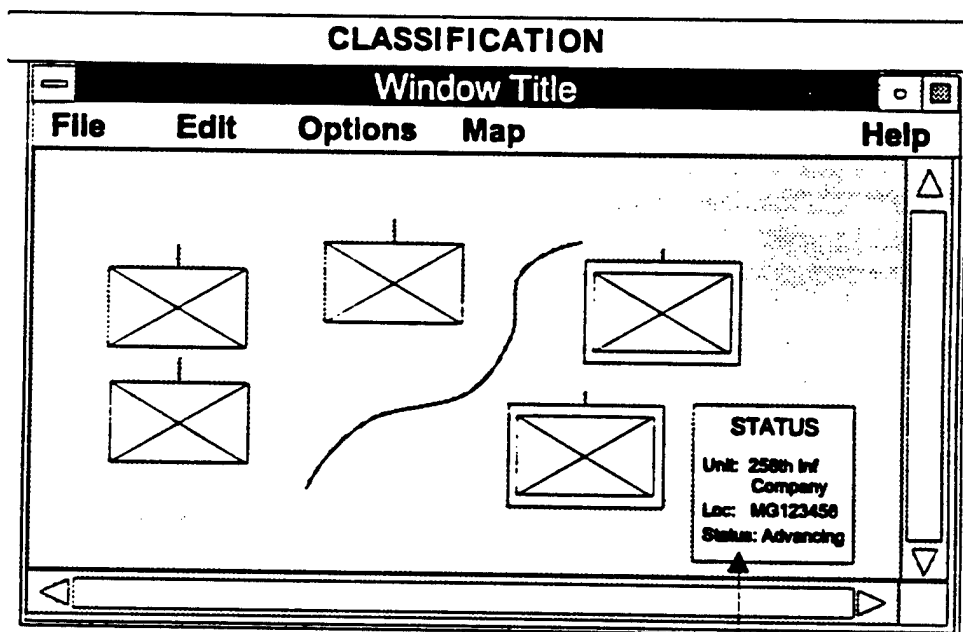 CLASSIFICATION
Window Title
File Edit Options Map Help
STATUS
Unit: 258th Inf
Company
Loc: MG123456
Status: Advancing